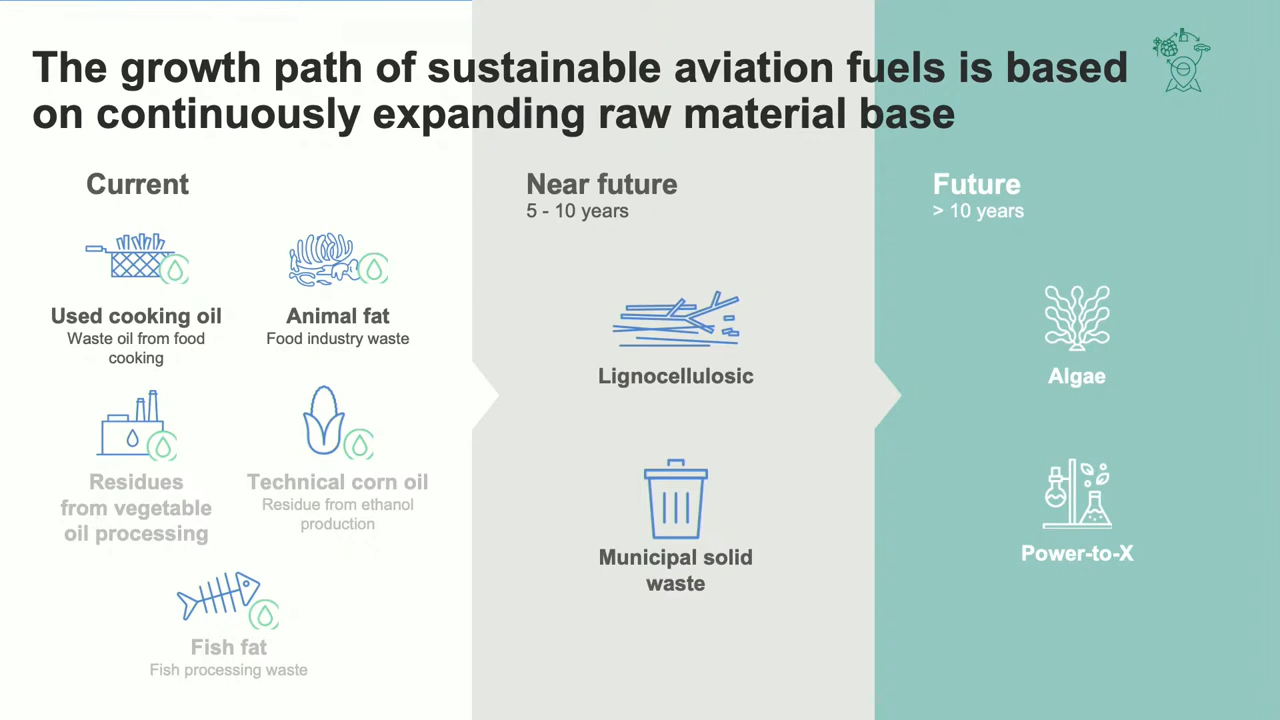 The growth path of sustainable aviation fuels is based
on continuously expanding raw material base
Current
Used cooking oil
Waste oil from food
cooking
Animal fat
Food industry waste
Residues
from vegetable
oil processing
Technical corn oil
Residue from ethanol
production
Fish fat
Fish processing waste
Near future
5 - 10 years
Lignocellulosic
Municipal solid
waste
Future
> 10 years
Algae
Power-to-X